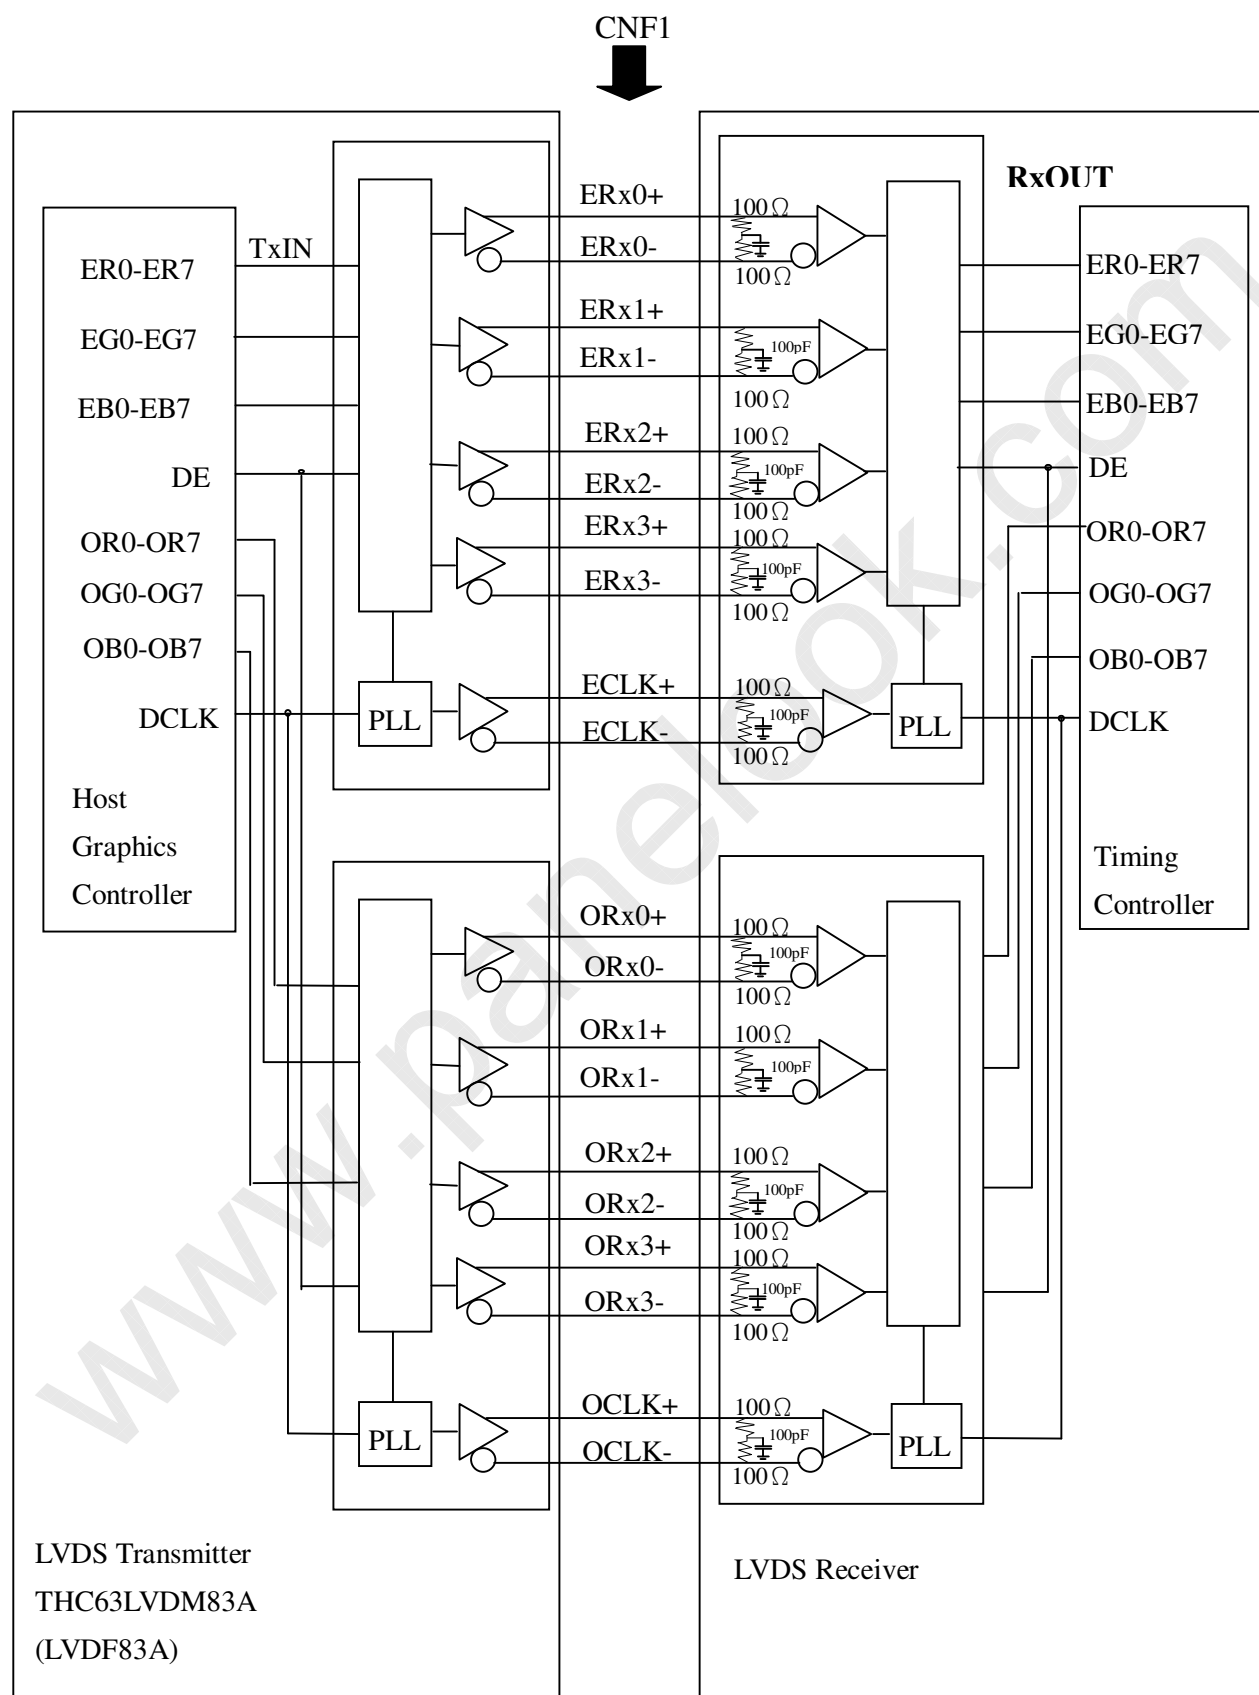 CNF1
RxOUT
TxIN
ER0-ER7
EG0-EG7
EB0-EB7
DE
OR0-OR7
OG0-OG7
OB0-OB7
DCLK
Host
Graphics
Controller
PLL
ERx0+
ERx0-
ERx1+
ERx1-
ERx2+
ERx2-
ERx3+
ERx3-
ECLK+
ECLK-
100Ω
100Ω
100Ω
100pF
100Ω
100Ω
100pF
100Ω
100Ω
100pF
100Ω
100Ω
100pF
100Ω
PLL
ER0-ER7
EG0-EG7
EB0-EB7
DE
OR0-OR7
OG0-OG7
OB0-OB7
DCLK
Timing
Controller
ORx0+
ORx0-
ORx1+
ORx1-
ORx2+
ORx2-
ORx3+
ORx3-
OCLK+
OCLK-
PLL
100Ω
100pF
100Ω
100Ω
100pF
100Ω
100Ω
100pF
100Ω
100Ω
100pF
100Ω
100Ω
100pF
100Ω
PLL
LVDS Transmitter
THC63LVDM83A
(LVDF83A)
LVDS Receiver
www.panelook.com